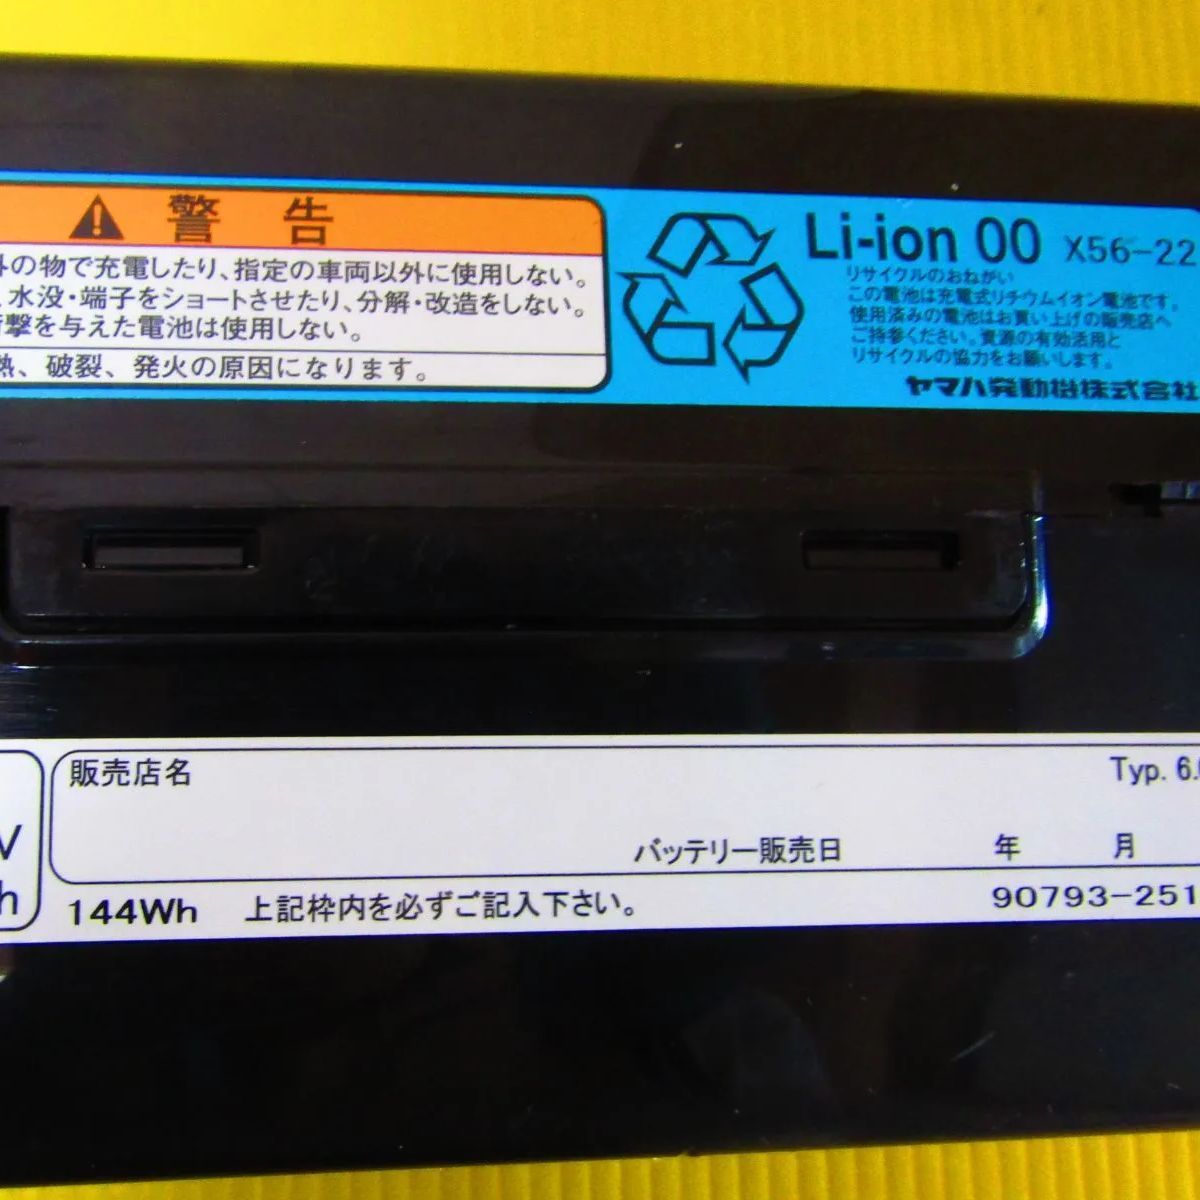 警告
外の物で充電したり、指定の車両以外に使用しない。
水没・端子をショートさせたり、分解・改造をしない。
衝撃を与えた電池は使用しない。
熱、破裂、発火の原因になります。
Li-ion 00 X56-22
リサイクルのおねがい
この電池は充電式リチウムイオン電池です。
使用済みの電池はお買い上げの販売店へ
ご持参ください。資源の有効活用と
リサイクルの協力をお願いします。
ヤマハ発動機株式会社
販売店名
Typ. 6.0
V
h
バッテリー販売日 年 月
144Wh 上記枠内を必ずご記入下さい。
90793-251